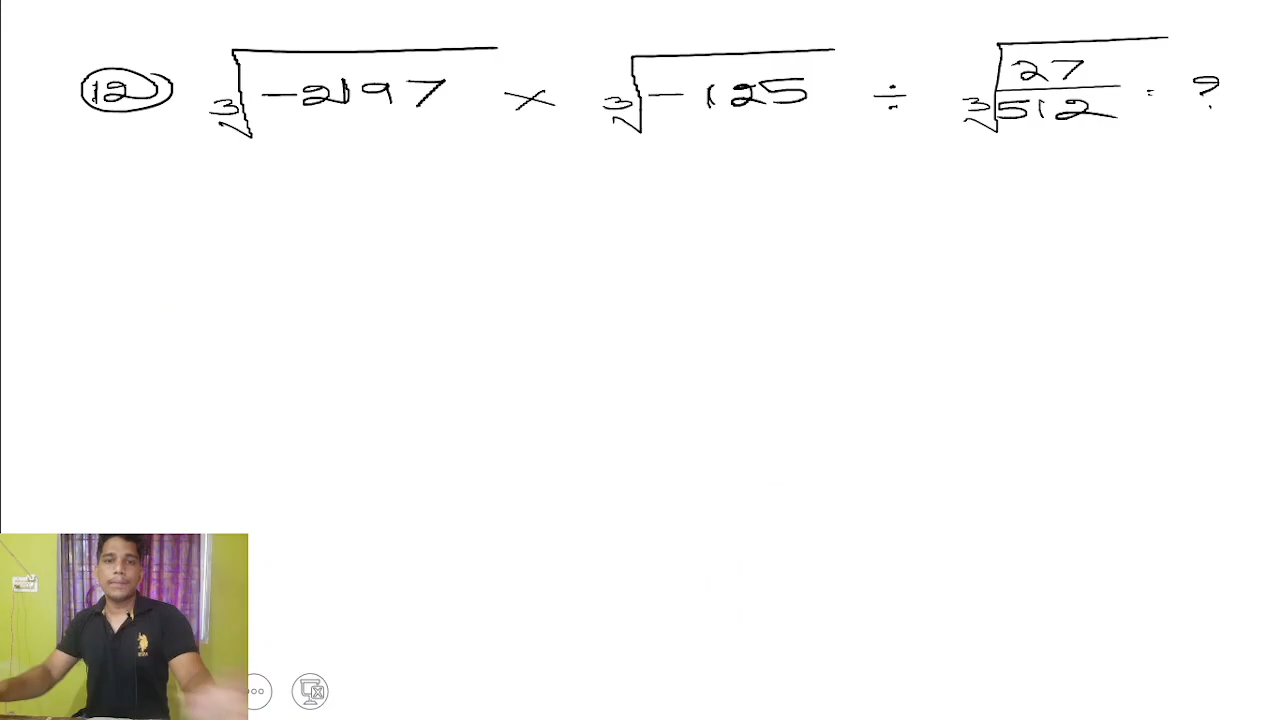 12) ∛-2197 × ∛-125 ÷ ∛27/512 = ?